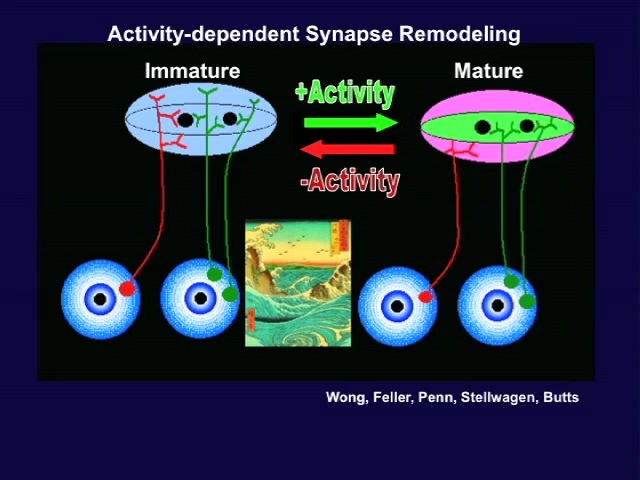 Activity-dependent Synapse Remodeling
Immature
Mature
+Activity
-Activity
Wong, Feller, Penn, Stellwagen, Butts